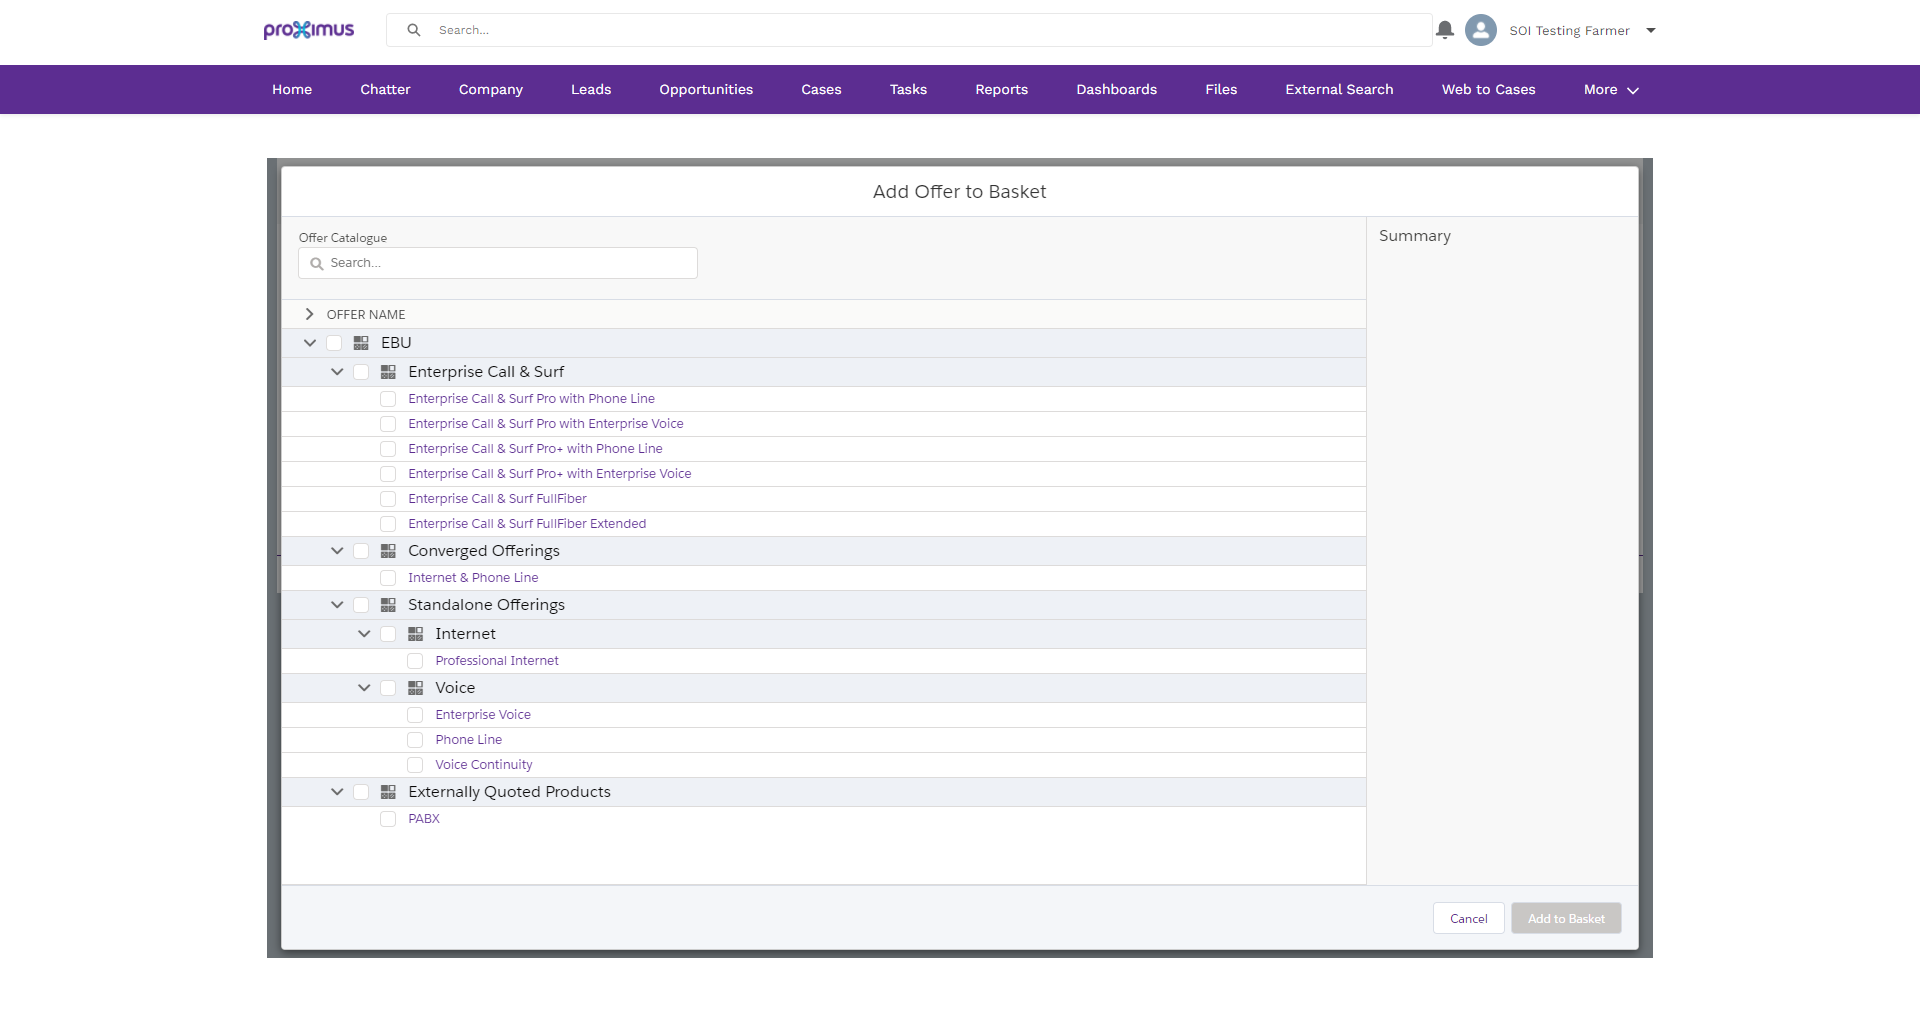 proximus
Search...
SOI Testing Farmer
Home Chatter Company Leads Opportunities Cases Tasks Reports Dashboards Files External Search Web to Cases More
Add Offer to Basket
Offer Catalogue
Search...
Summary
OFFER NAME
EBU
Enterprise Call & Surf
Enterprise Call & Surf Pro with Phone Line
Enterprise Call & Surf Pro with Enterprise Voice
Enterprise Call & Surf Pro+ with Phone Line
Enterprise Call & Surf Pro+ with Enterprise Voice
Enterprise Call & Surf FullFiber
Enterprise Call & Surf FullFiber Extended
Converged Offerings
Internet & Phone Line
Standalone Offerings
Internet
Professional Internet
Voice
Enterprise Voice
Phone Line
Voice Continuity
Externally Quoted Products
PABX
Cancel Add to Basket